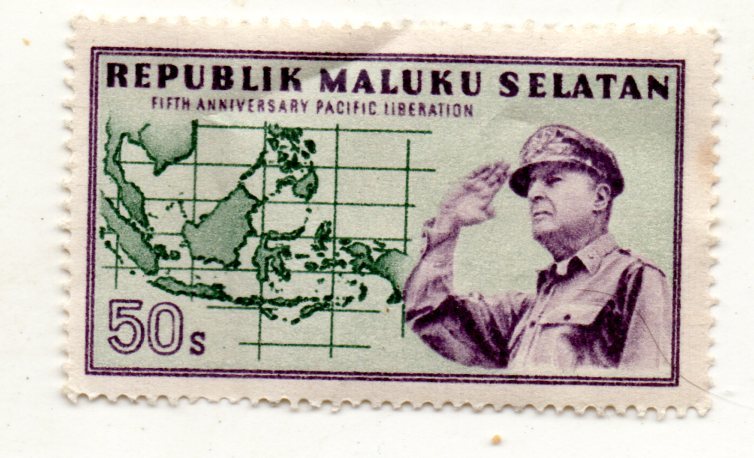 REPUBLIK MALUKU SELATAN
FIFTH ANNIVERSARY PACIFIC LIBERATION
50s